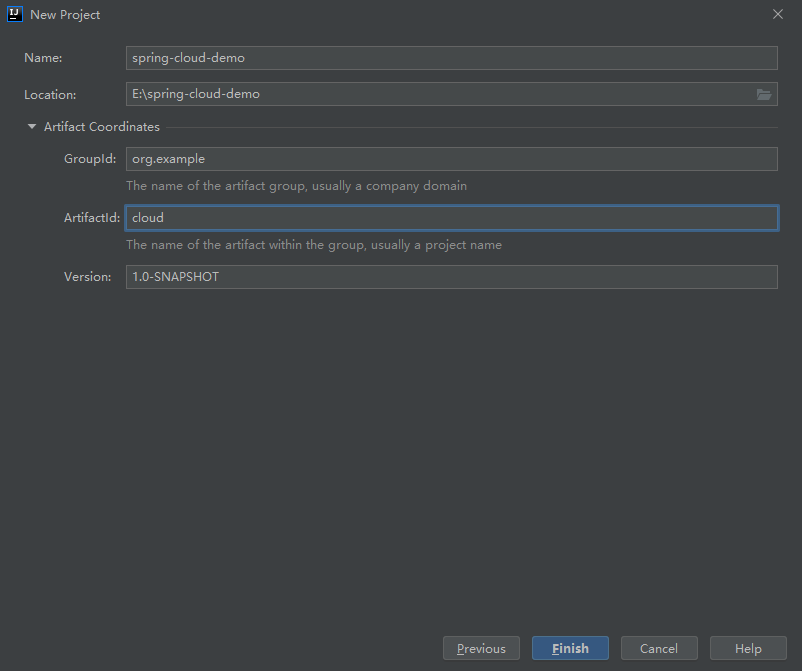 IJ New Project
Name: spring-cloud-demo
Location: E:\spring-cloud-demo
Artifact Coordinates
GroupId: org.example
The name of the artifact group, usually a company domain
ArtifactId: cloud
The name of the artifact within the group, usually a project name
Version: 1.0-SNAPSHOT
Previous Finish Cancel Help